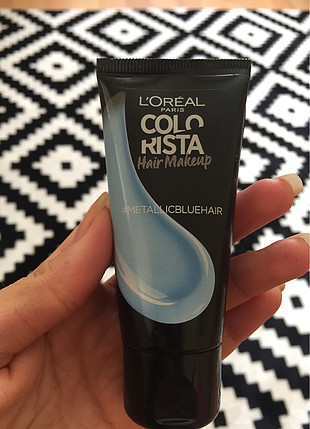 L'ORÉAL
PARIS
COLO
RISTA
Hair Makeup
#METALLICBLUEHAIR